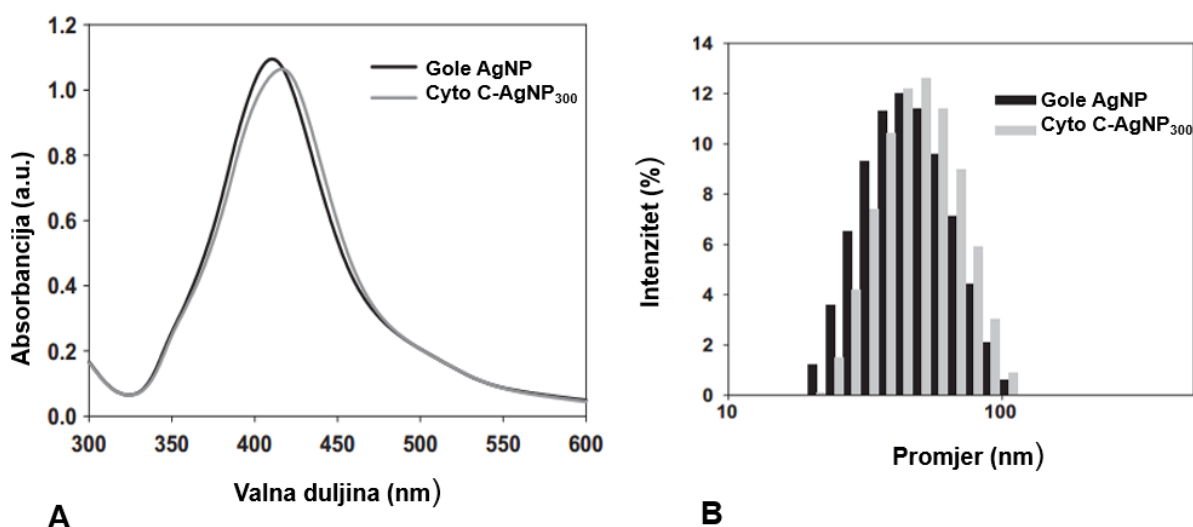 1.2
1.0
0.8
0.6
0.4
0.2
0.0
Absorbancija (a.u.)
Gole AgNP
Cyto C-AgNP300
300 350 400 450 500 550 600
Valna duljina (nm)
A
14
12
10
8
6
4
2
0
Intenzitet (%)
Gole AgNP
Cyto C-AgNP300
10 100
Promjer (nm)
B